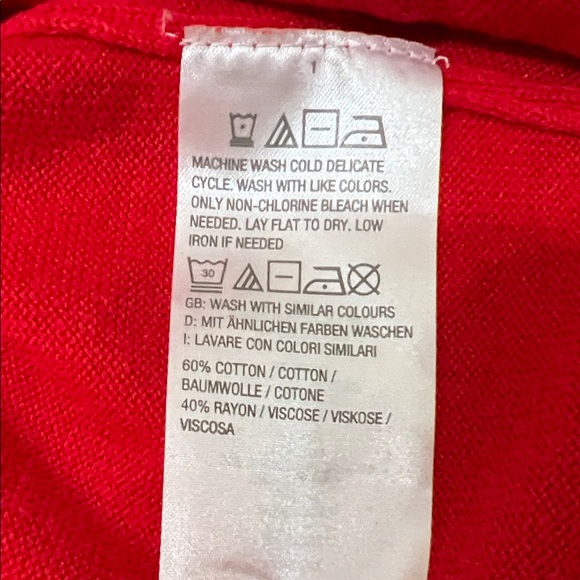 1
MACHINE WASH COLD DELICATE
CYCLE. WASH WITH LIKE COLORS.
ONLY NON-CHLORINE BLEACH WHEN
NEEDED. LAY FLAT TO DRY. LOW
IRON IF NEEDED
30
GB: WASH WITH SIMILAR COLOURS
D: MIT ÄHNLICHEN FARBEN WASCHEN
I: LAVARE CON COLORI SIMILARI
60% COTTON / COTTON /
BAUMWOLLE / COTONE
40% RAYON / VISCOSE / VISKOSE /
VISCOSA